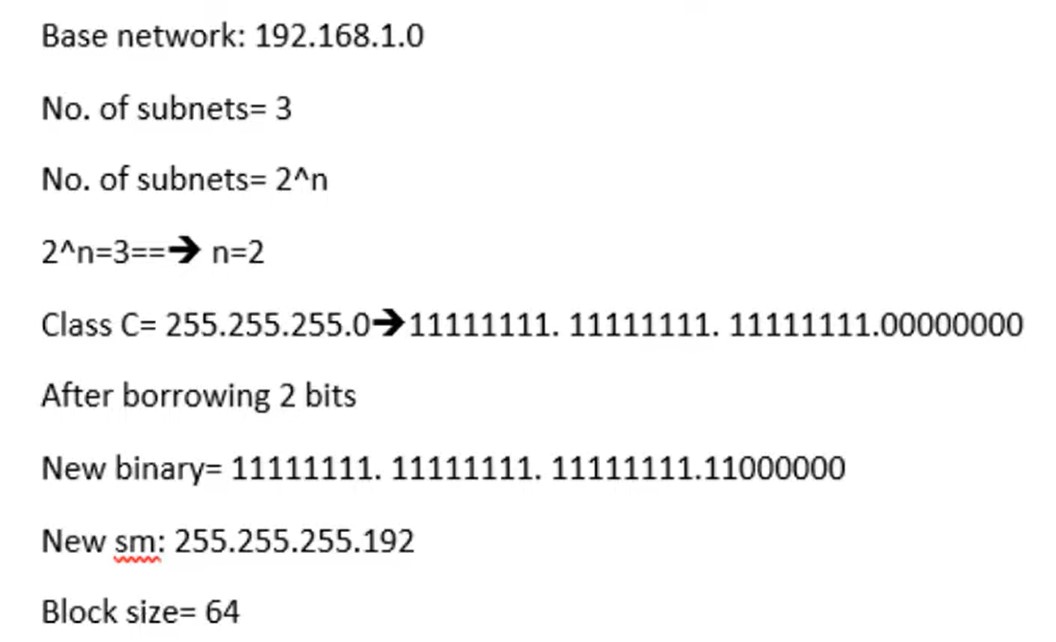 Base network: 192.168.1.0
No. of subnets= 3
No. of subnets= 2^n
2^n=3==➔ n=2
Class C= 255.255.255.0➔11111111. 11111111. 11111111.00000000
After borrowing 2 bits
New binary= 11111111. 11111111. 11111111.11000000
New sm: 255.255.255.192
Block size= 64